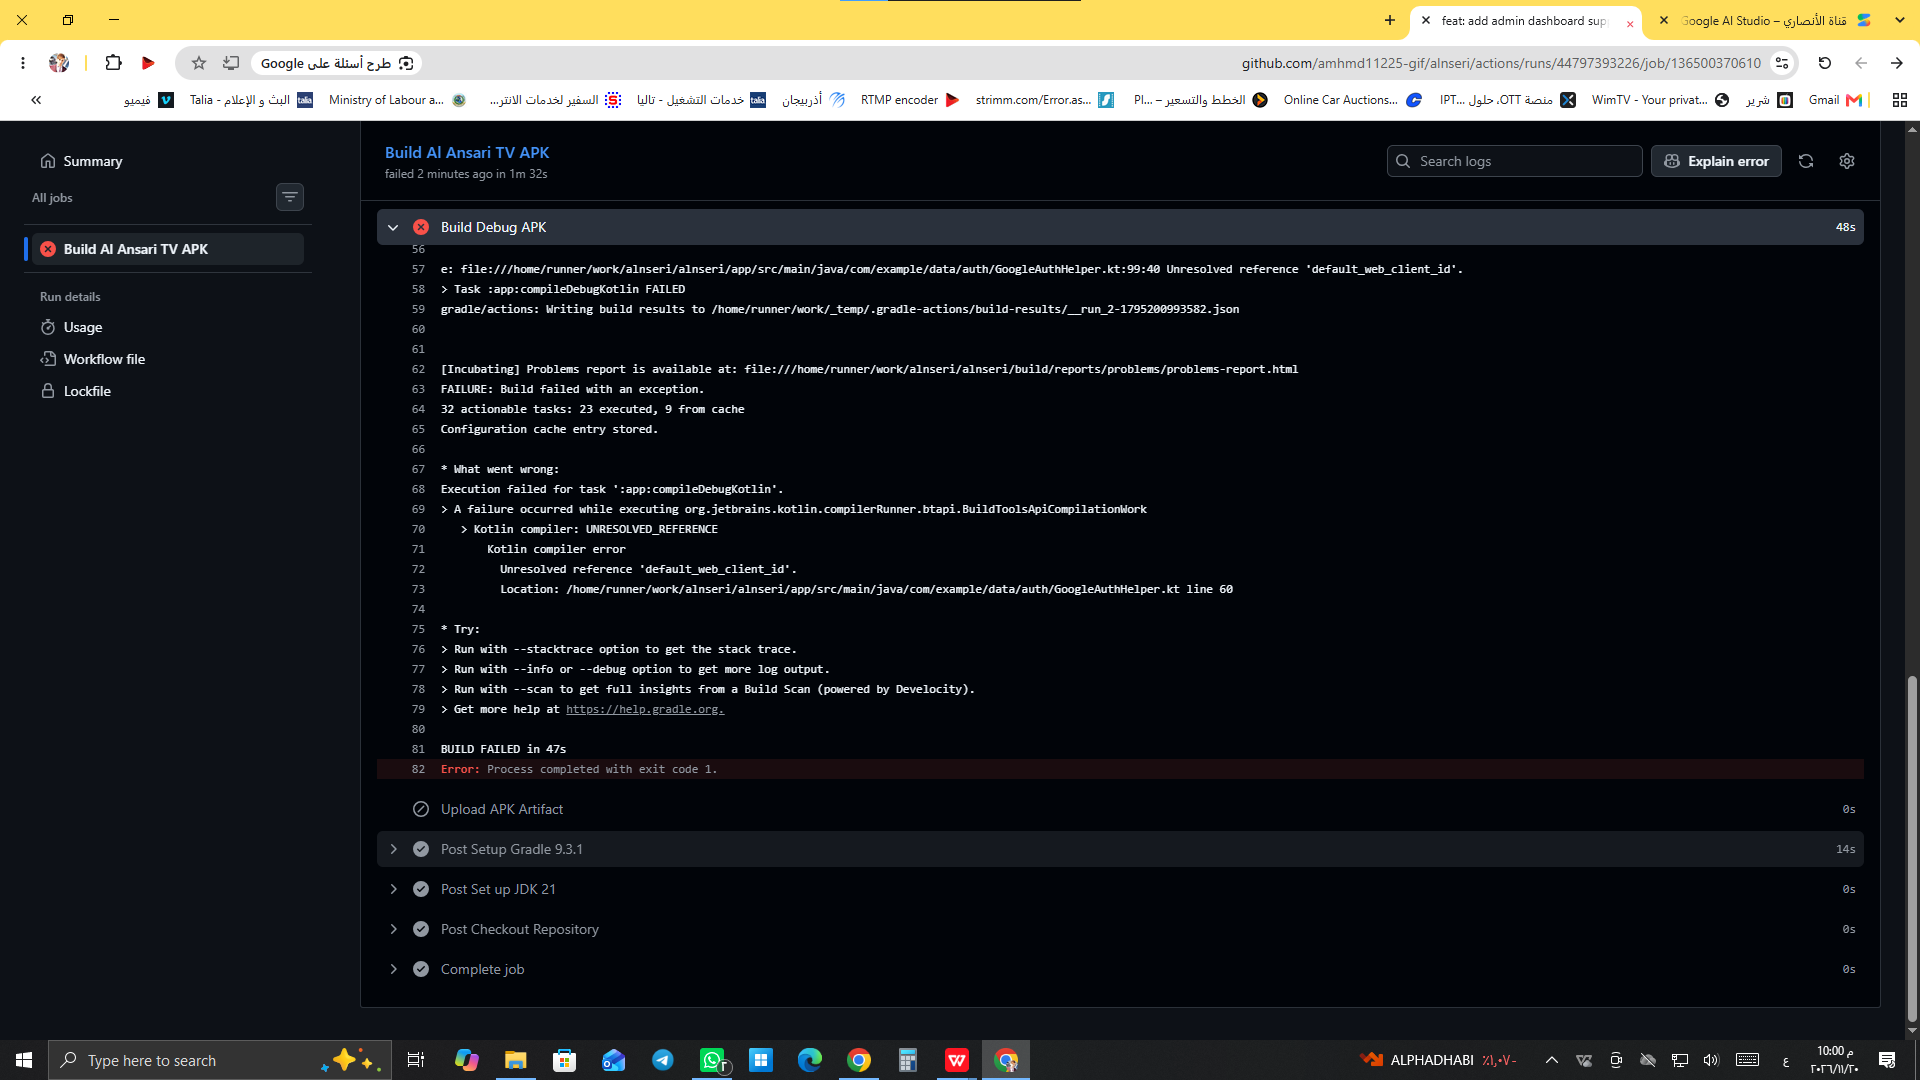 feat: add admin dashboard sup
قناة الأنصاري – Google AI Studio
طرح أسئلة على Google
github.com/amhmd11225-gif/alnseri/actions/runs/44797393226/job/136500370610
فيميو
البث و الإعلام - Talia
Ministry of Labour a...
السفير لخدمات الانتر...
خدمات التشغيل - تاليا
أذربيجان
RTMP encoder
strimm.com/Error.as...
الخطط والتسعير – Pl...
Online Car Auctions...
منصة OTT، حلول IPT...
WimTV - Your privat...
شرير
Gmail
Summary
All jobs
Build Al Ansari TV APK
Run details
Usage
Workflow file
Lockfile
Build Al Ansari TV APK
failed 2 minutes ago in 1m 32s
Search logs
Explain error
Build Debug APK
48s
56
57 e: file:///home/runner/work/alnseri/alnseri/app/src/main/java/com/example/data/auth/GoogleAuthHelper.kt:99:40 Unresolved reference 'default_web_client_id'.
58 > Task :app:compileDebugKotlin FAILED
59 gradle/actions: Writing build results to /home/runner/work/_temp/.gradle-actions/build-results/__run_2-1795200993582.json
60
61
62 [Incubating] Problems report is available at: file:///home/runner/work/alnseri/alnseri/build/reports/problems/problems-report.html
63 FAILURE: Build failed with an exception.
64 32 actionable tasks: 23 executed, 9 from cache
65 Configuration cache entry stored.
66
67 * What went wrong:
68 Execution failed for task ':app:compileDebugKotlin'.
69 > A failure occurred while executing org.jetbrains.kotlin.compilerRunner.btapi.BuildToolsApiCompilationWork
70 > Kotlin compiler: UNRESOLVED_REFERENCE
71 Kotlin compiler error
72 Unresolved reference 'default_web_client_id'.
73 Location: /home/runner/work/alnseri/alnseri/app/src/main/java/com/example/data/auth/GoogleAuthHelper.kt line 60
74
75 * Try:
76 > Run with --stacktrace option to get the stack trace.
77 > Run with --info or --debug option to get more log output.
78 > Run with --scan to get full insights from a Build Scan (powered by Develocity).
79 > Get more help at https://help.gradle.org.
80
81 BUILD FAILED in 47s
82 Error: Process completed with exit code 1.
Upload APK Artifact
0s
Post Setup Gradle 9.3.1
14s
Post Set up JDK 21
0s
Post Checkout Repository
0s
Complete job
0s
Type here to search
ALPHADHABI ٪١,٠٧-
ع
10:00 م
٢٠٢٦/١١/٢٠